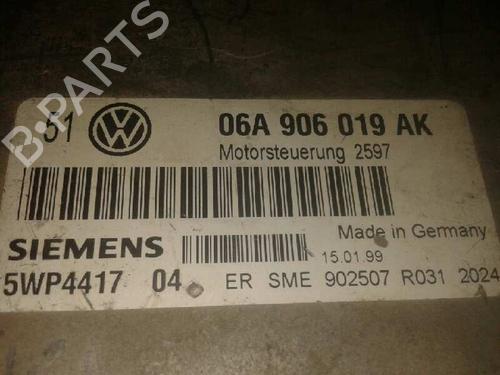 B-PARTS
51 VW 06A 906 019 AK
Motorsteuerung 2597
SIEMENS
Made in Germany
15.01.99
5WP4417 04 ER SME 902507 R031 2024